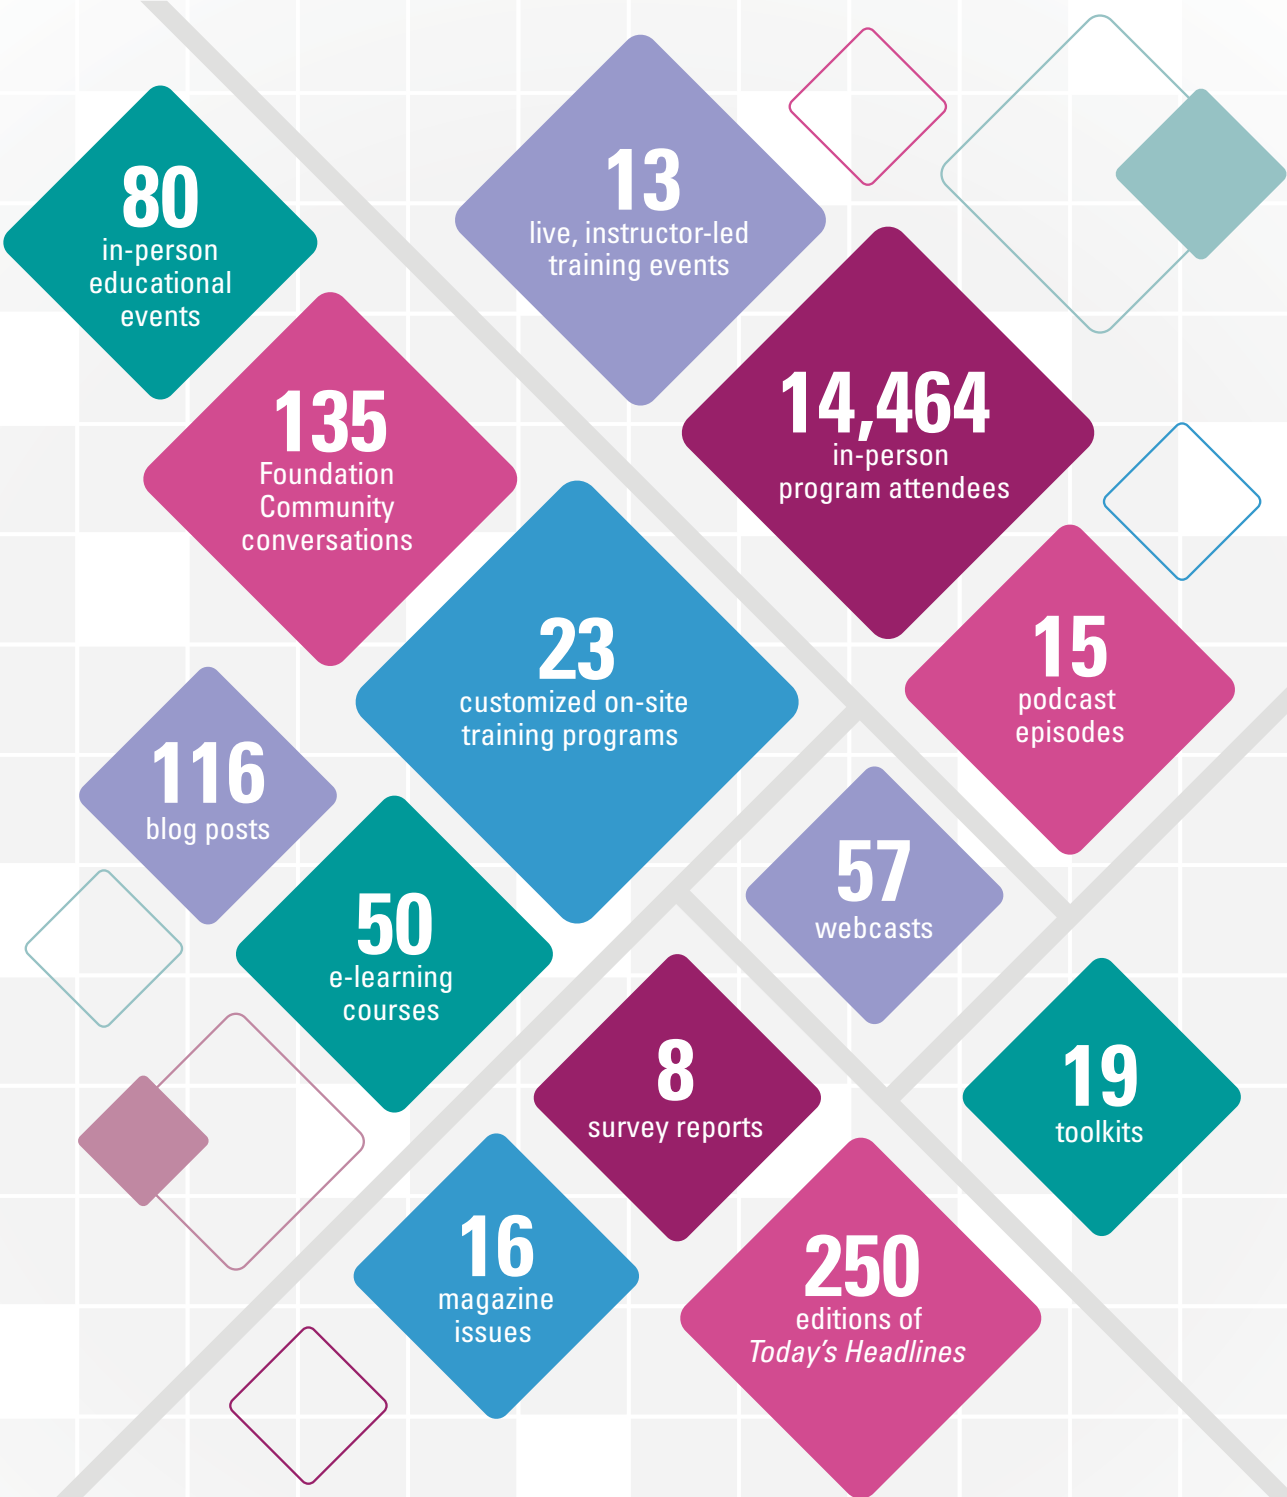 80
in-person
educational
events
13
live, instructor-led
training events
135
Foundation
Community
conversations
14,464
in-person
program attendees
23
customized on-site
training programs
15
podcast
episodes
116
blog posts
57
webcasts
50
e-learning
courses
8
survey reports
19
toolkits
16
magazine
issues
250
editions of
Today’s Headlines